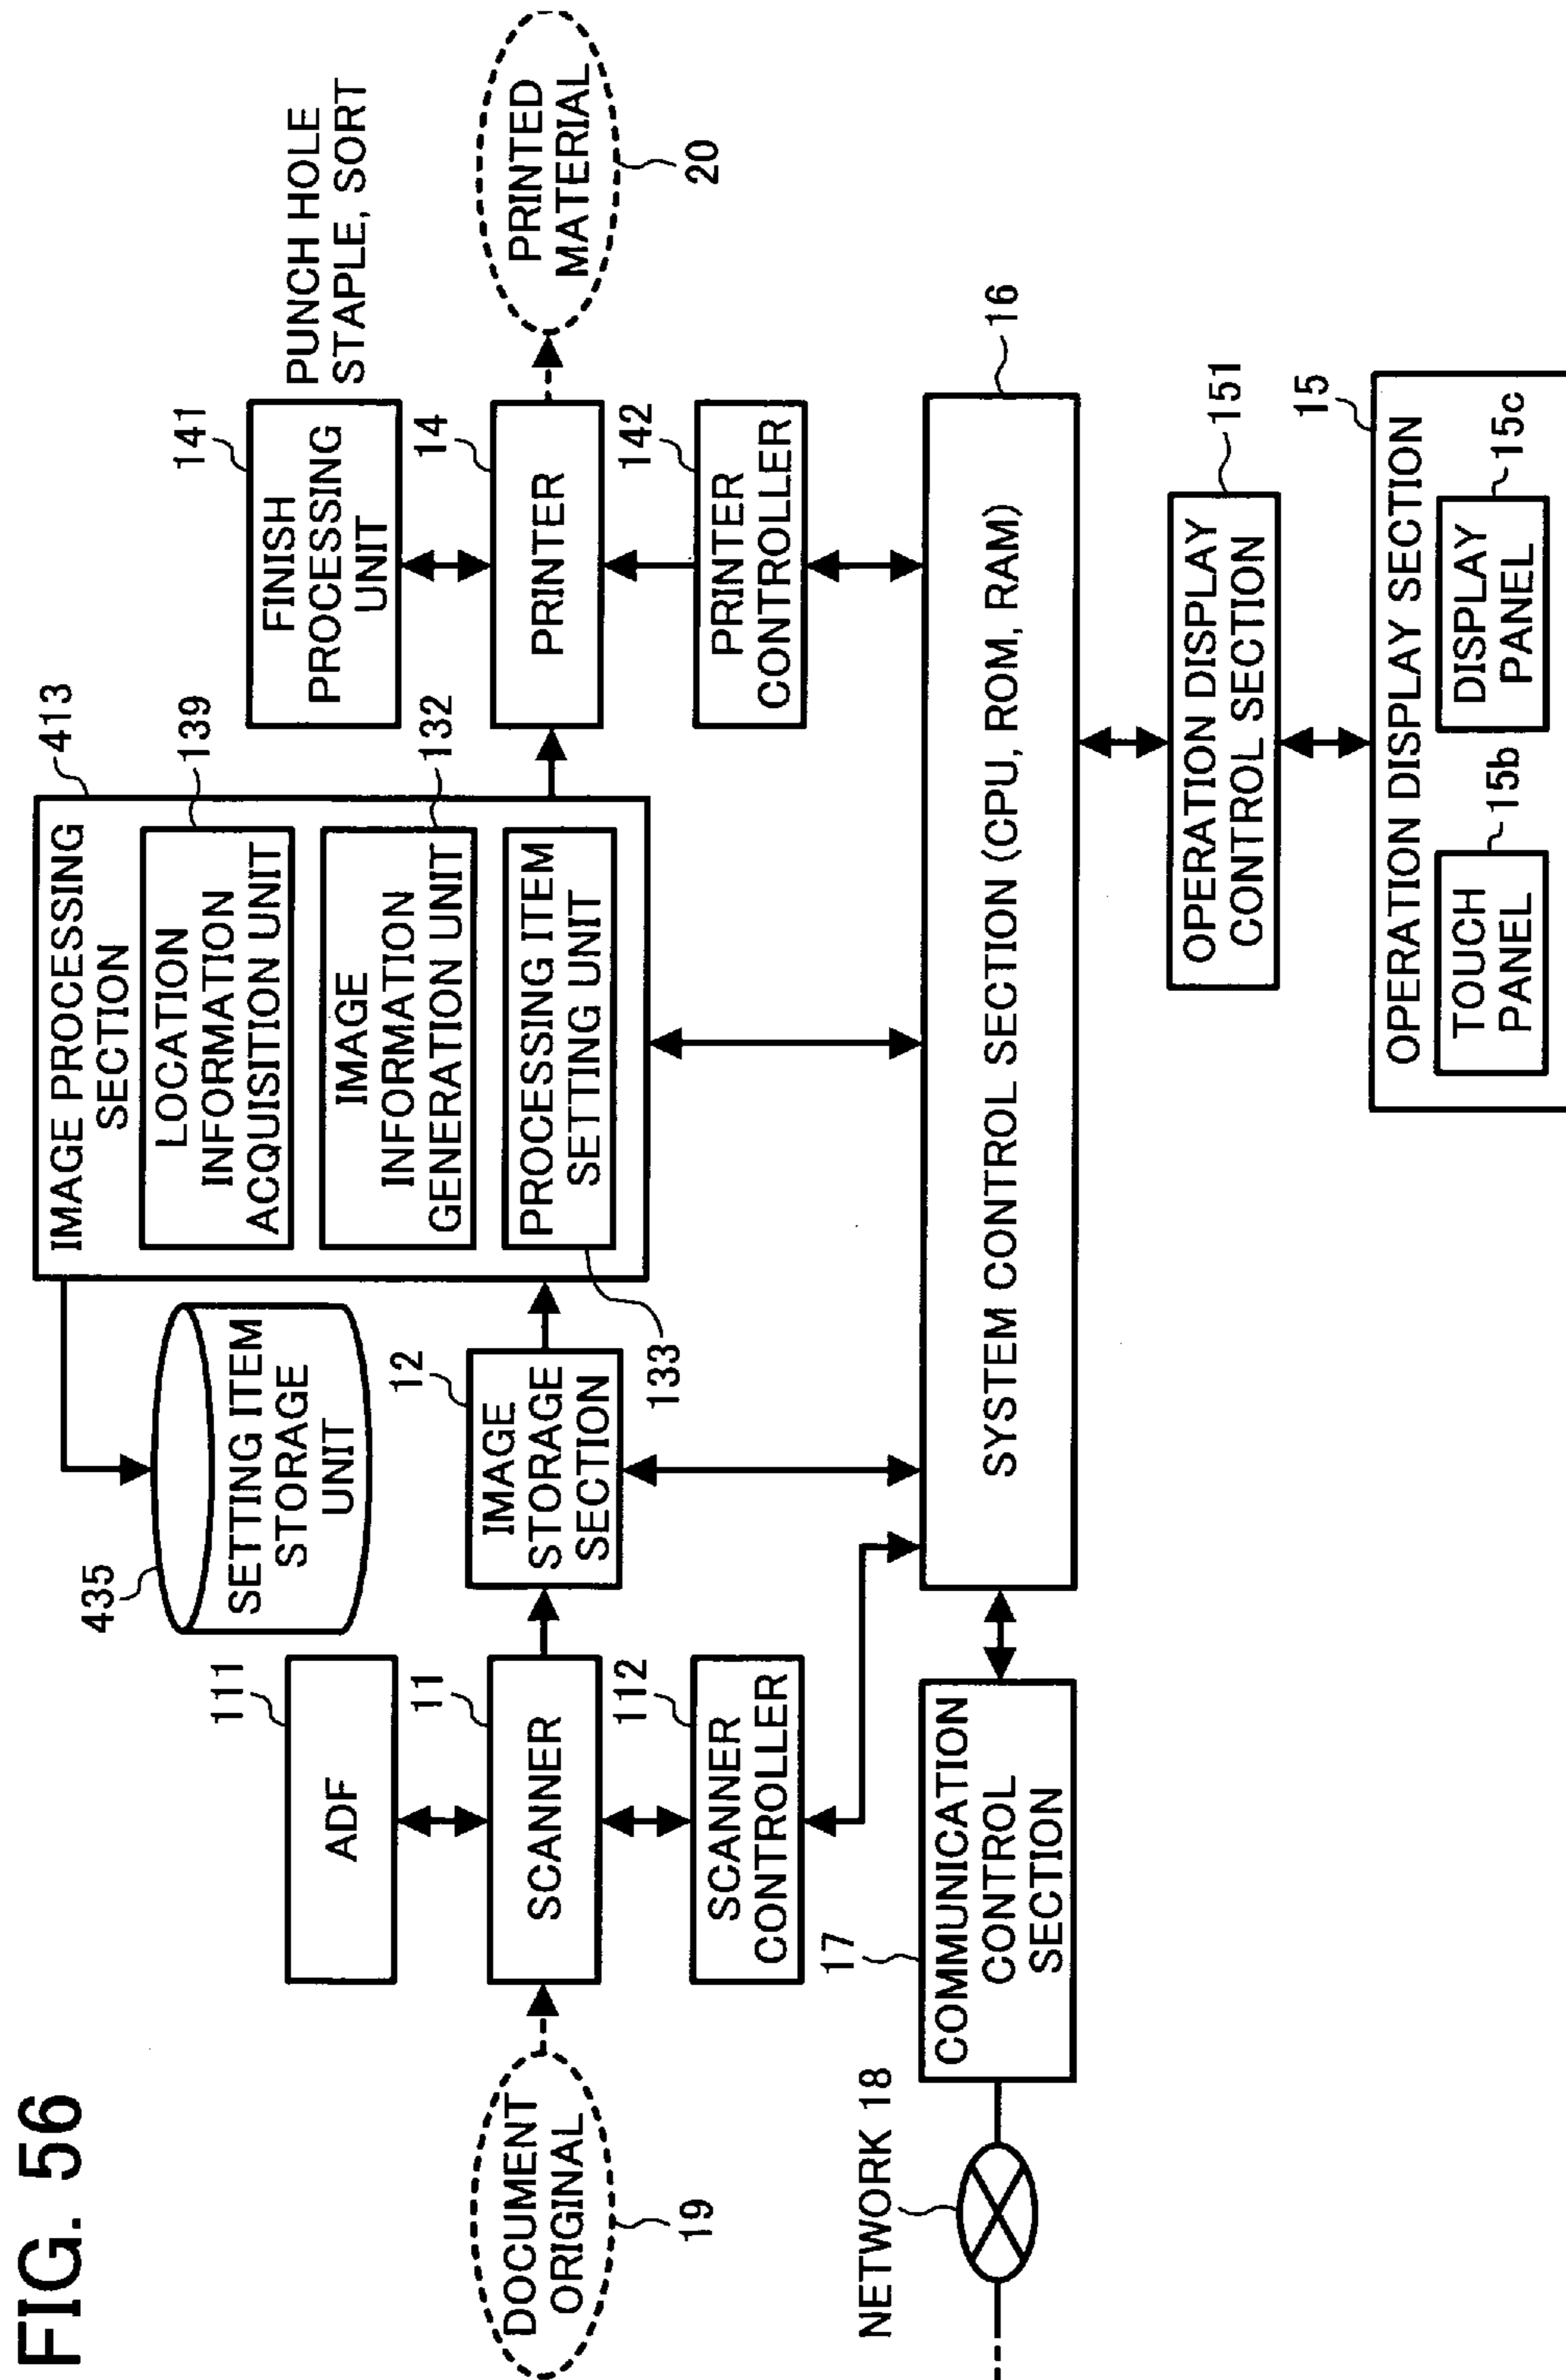 FIG. 56
435
SETTING ITEM
STORAGE
UNIT
413
IMAGE PROCESSING
SECTION
139
LOCATION
INFORMATION
ACQUISITION UNIT
132
IMAGE
INFORMATION
GENERATION UNIT
PROCESSING ITEM
SETTING UNIT
133
141
FINISH
PROCESSING
UNIT
PUNCH HOLE
STAPLE, SORT
111
ADF
DOCUMENT
ORIGINAL
19
11
SCANNER
12
IMAGE
STORAGE
SECTION
14
PRINTER
PRINTED
MATERIAL
20
112
SCANNER
CONTROLLER
142
PRINTER
CONTROLLER
NETWORK 18
17
COMMUNICATION
CONTROL
SECTION
16
SYSTEM CONTROL SECTION (CPU, ROM, RAM)
151
OPERATION DISPLAY
CONTROL SECTION
15
OPERATION DISPLAY SECTION
15b
TOUCH
PANEL
15c
DISPLAY
PANEL